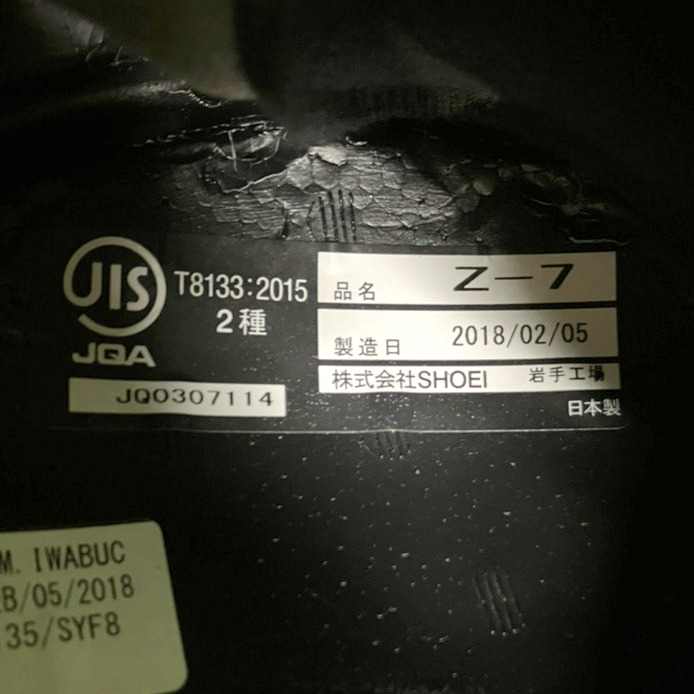 JIS
T8133:2015
2種
JQA
JQ0307114
品名 Z-7
製造日 2018/02/05
株式会社SHOEI 岩手工場
日本製
M. IWABUC
B/05/2018
35/SYF8